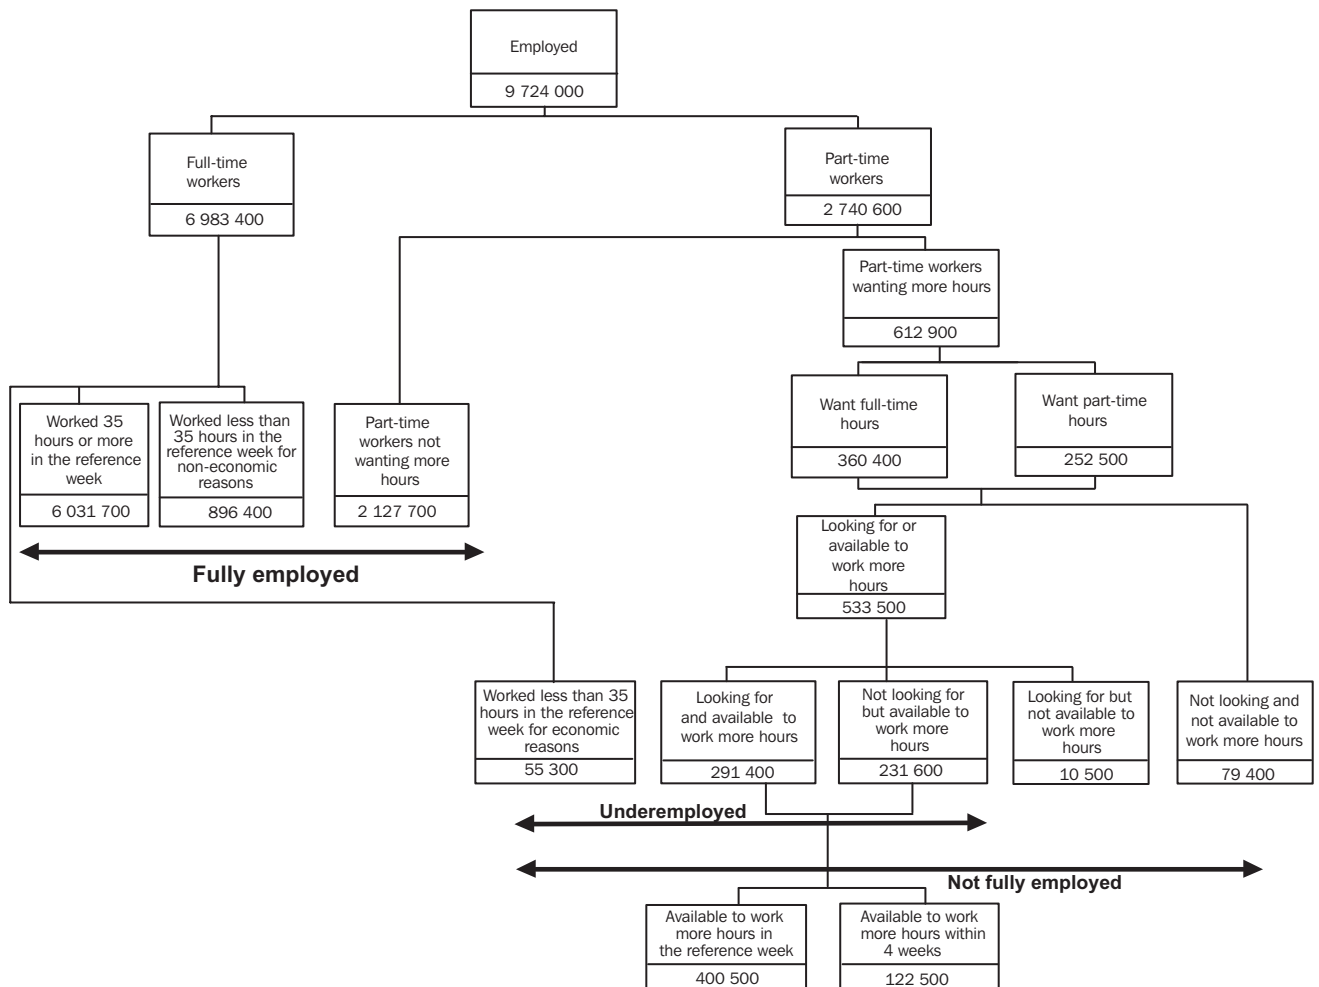 Employed
9 724 000
Full-time
workers
6 983 400
Part-time
workers
2 740 600
Part-time workers
wanting more hours
612 900
Want full-time
hours
360 400
Want part-time
hours
252 500
Worked 35
hours or more
in the reference
week
6 031 700
Worked less than
35 hours in the
reference week for
non-economic
reasons
896 400
Part-time
workers not
wanting more
hours
2 127 700
Fully employed
Looking for or
available to
work more
hours
533 500
Worked less than 35
hours in the reference
week for economic
reasons
55 300
Looking for
and available to
work more hours
291 400
Not looking for
but available to
work more
hours
231 600
Looking for but
not available to
work more
hours
10 500
Not looking and
not available to
work more hours
79 400
Underemployed
Not fully employed
Available to work
more hours in
the reference week
400 500
Available to work
more hours within
4 weeks
122 500